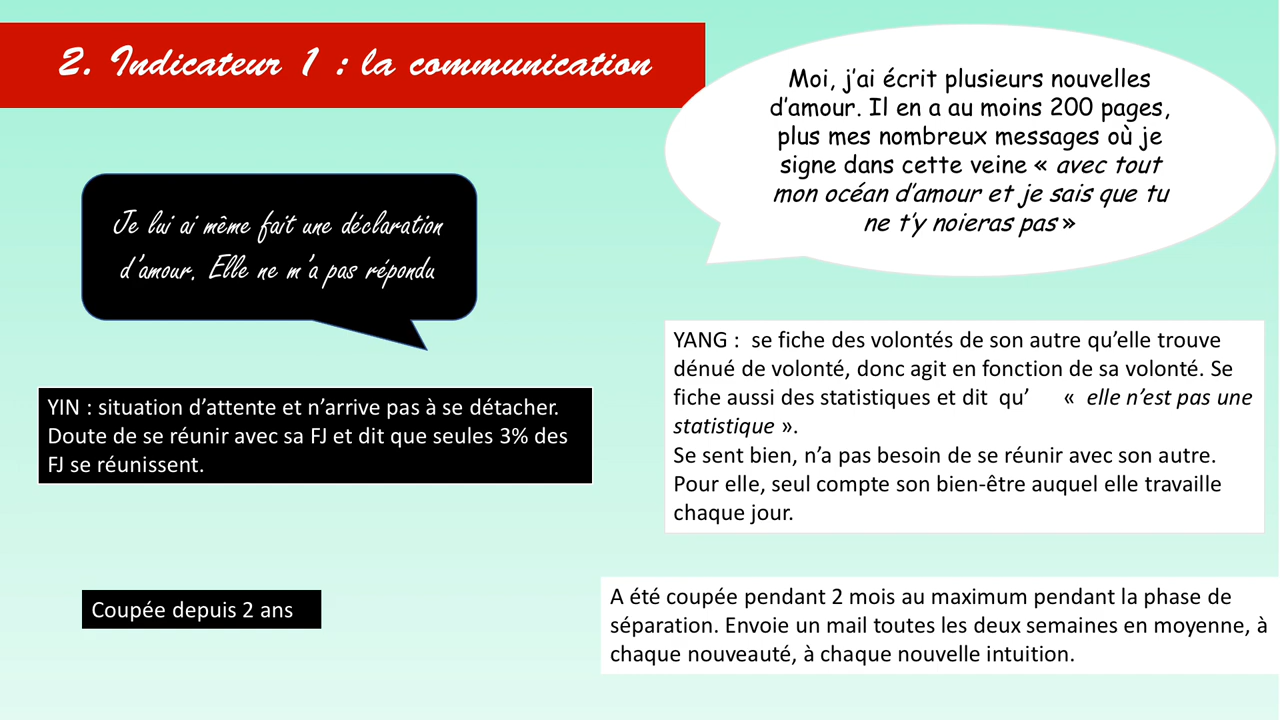 2. Indicateur 1 : la communication
Moi, j'ai écrit plusieurs nouvelles
d'amour. Il en a au moins 200 pages,
plus mes nombreux messages où je
signe dans cette veine « avec tout
mon océan d'amour et je sais que tu
ne t'y noieras pas »
Je lui ai même fait une déclaration
d'amour. Elle ne m'a pas répondu
YANG : se fiche des volontés de son autre qu'elle trouve
dénué de volonté, donc agit en fonction de sa volonté. Se
fiche aussi des statistiques et dit qu' « elle n'est pas une
statistique ».
Se sent bien, n'a pas besoin de se réunir avec son autre.
Pour elle, seul compte son bien-être auquel elle travaille
chaque jour.
YIN : situation d'attente et n'arrive pas à se détacher.
Doute de se réunir avec sa FJ et dit que seules 3% des
FJ se réunissent.
Coupée depuis 2 ans
A été coupée pendant 2 mois au maximum pendant la phase de
séparation. Envoie un mail toutes les deux semaines en moyenne, à
chaque nouveauté, à chaque nouvelle intuition.